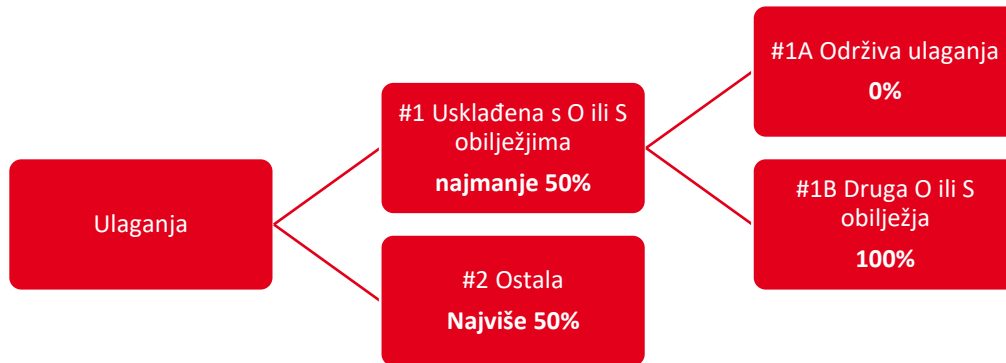 Ulaganja
#1 Usklađena s O ili S
obilježjima
najmanje 50%
#2 Ostala
Najviše 50%
#1A Održiva ulaganja
0%
#1B Druga O ili S
obilježja
100%